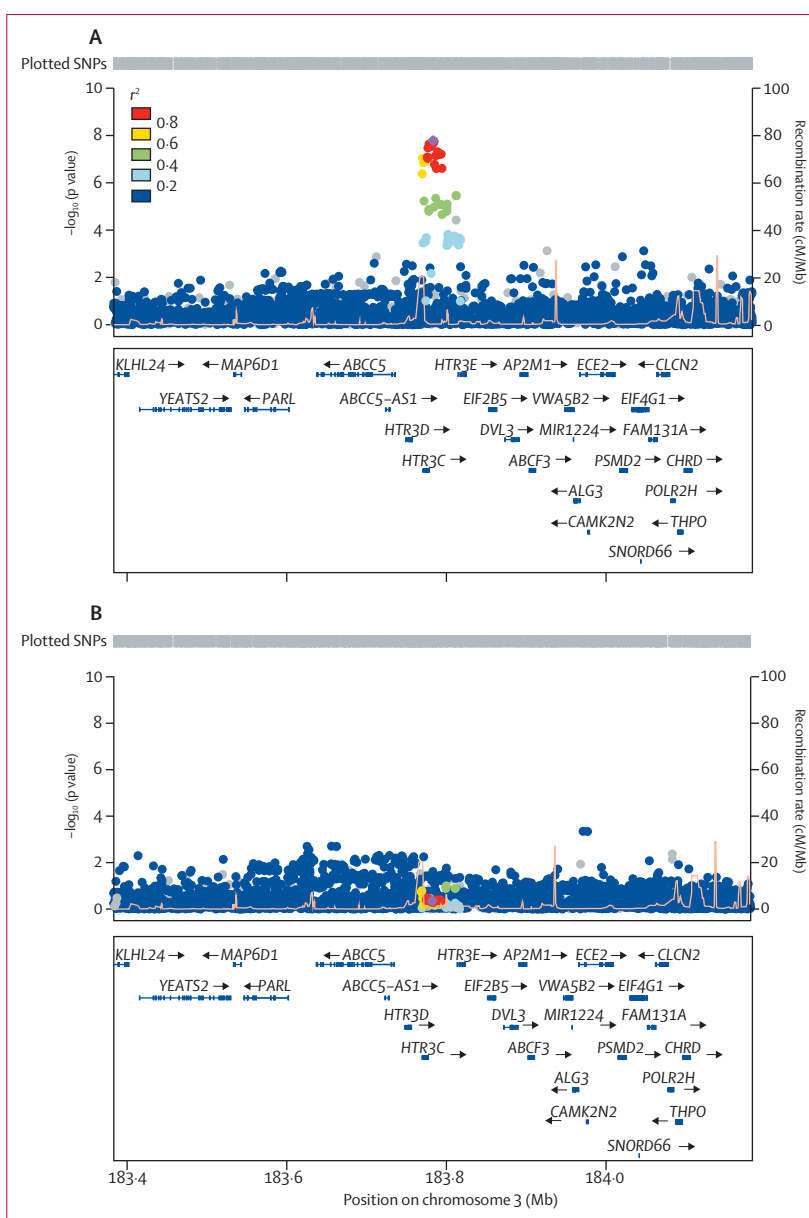 A
Plotted SNPs
10
8
6
4
2
0
–log₁₀ (p value)
r²
0·8
0·6
0·4
0·2
100
80
60
40
20
0
Recombination rate (cM/Mb)
KLHL24 → ← MAP6D1 ← ABCC5 HTR3E → AP2M1 → ECE2 → ← CLCN2
YEATS2 → ← PARL ABCC5–AS1 → EIF2B5 → VWA5B2 → EIF4G1 →
HTR3D → DVL3 → MIR1224 → FAM131A →
HTR3C → ABCF3 → PSMD2 → CHRD →
← ALG3 POLR2H →
← CAMK2N2 ← THPO
SNORD66 →
B
Plotted SNPs
10
8
6
4
2
0
–log₁₀ (p value)
100
80
60
40
20
0
Recombination rate (cM/Mb)
KLHL24 → ← MAP6D1 ← ABCC5 HTR3E → AP2M1 → ECE2 → ← CLCN2
YEATS2 → ← PARL ABCC5–AS1 → EIF2B5 → VWA5B2 → EIF4G1 →
HTR3D → DVL3 → MIR1224 → FAM131A →
HTR3C → ABCF3 → PSMD2 → CHRD →
← ALG3 POLR2H →
← CAMK2N2 ← THPO
SNORD66 →
183·4 183·6 183·8 184·0
Position on chromosome 3 (Mb)